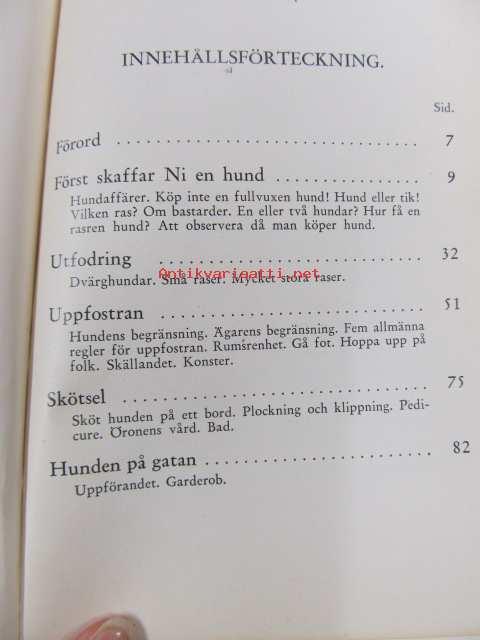 INNEHÅLLSFÖRTECKNING.
Sid.
Förord . . . . . . . . . . . . . . . . . . . . . . . . . . . . . . 7
Först skaffar Ni en hund . . . . . . . . . . . . . . . . 9
Hundaffärer. Köp inte en fullvuxen hund! Hund eller tik!
Vilken ras? Om bastarder. En eller två hundar? Hur få en
rasren hund? Att observera då man köper hund.
Utfodring . . . . . . . . . . . . . . . . . . . . . . . . . . 32
Antikvariaatti.net
Dvärghundar. Små raser. Mycket stora raser.
Uppfostran . . . . . . . . . . . . . . . . . . . . . . . . . . 51
Hundens begränsning. Ägarens begränsning. Fem allmänna
regler för uppfostran. Rumsrenhet. Gå fot. Hoppa upp på
folk. Skällandet. Konster.
Skötsel . . . . . . . . . . . . . . . . . . . . . . . . . . . . . . 75
Sköt hunden på ett bord. Plockning och klippning. Pedi-
cure. Öronens vård. Bad.
Hunden på gatan . . . . . . . . . . . . . . . . . . . . . . . 82
Uppförandet. Garderob.